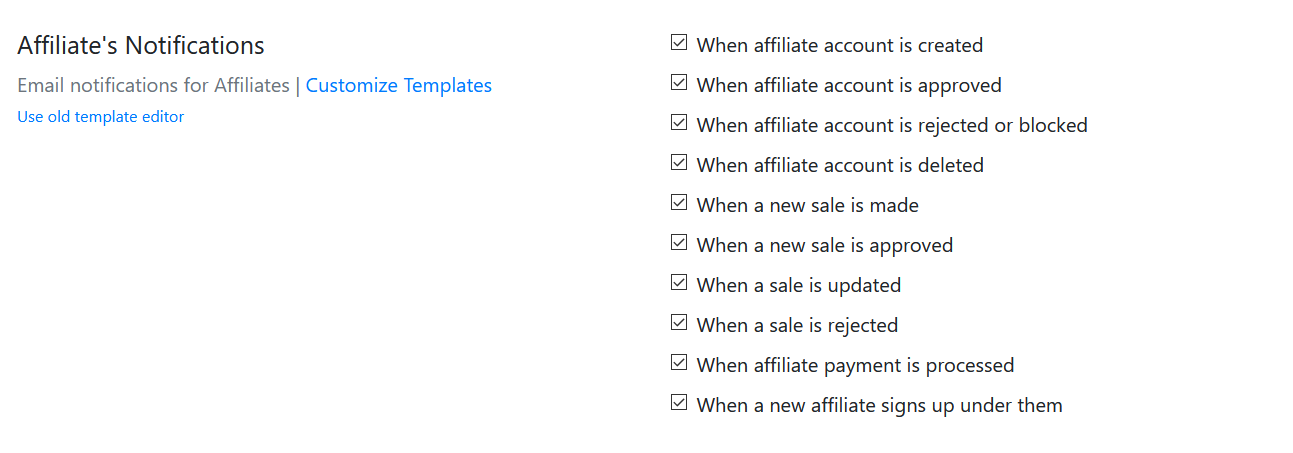 Affiliate's Notifications
Email notifications for Affiliates | Customize Templates
Use old template editor
When affiliate account is created
When affiliate account is approved
When affiliate account is rejected or blocked
When affiliate account is deleted
When a new sale is made
When a new sale is approved
When a sale is updated
When a sale is rejected
When affiliate payment is processed
When a new affiliate signs up under them